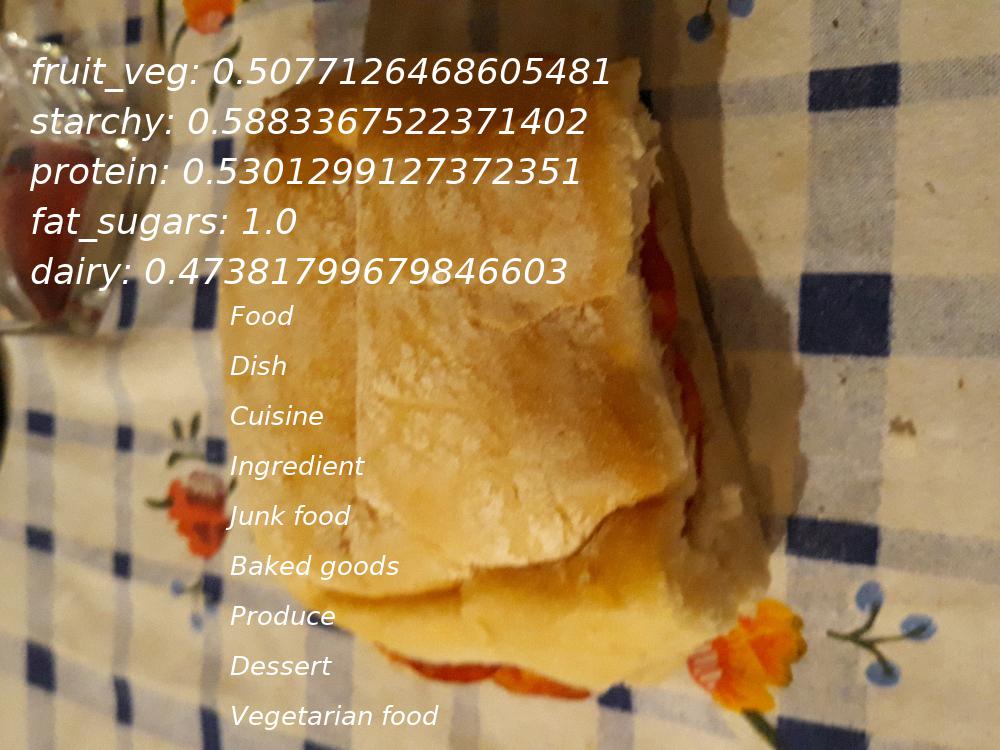 fruit_veg: 0.5077126468605481
starchy: 0.5883367522371402
protein: 0.5301299127372351
fat_sugars: 1.0
dairy: 0.47381799679846603
Food
Dish
Cuisine
Ingredient
Junk food
Baked goods
Produce
Dessert
Vegetarian food